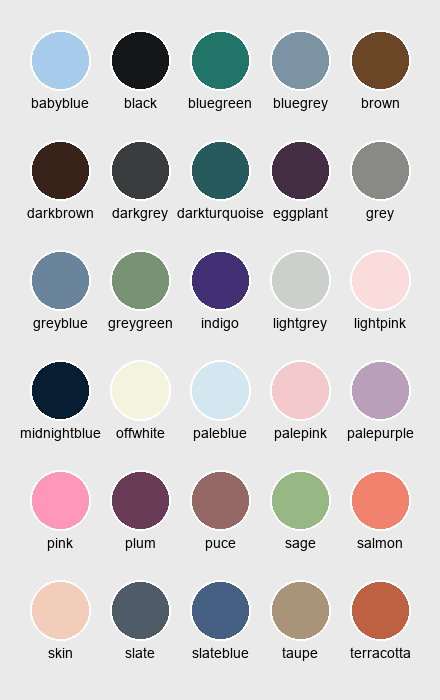 babyblue black bluegreen bluegrey brown
darkbrown darkgrey darkturquoise eggplant grey
greyblue greygreen indigo lightgrey lightpink
midnightblue offwhite paleblue palepink palepurple
pink plum puce sage salmon
skin slate slateblue taupe terracotta